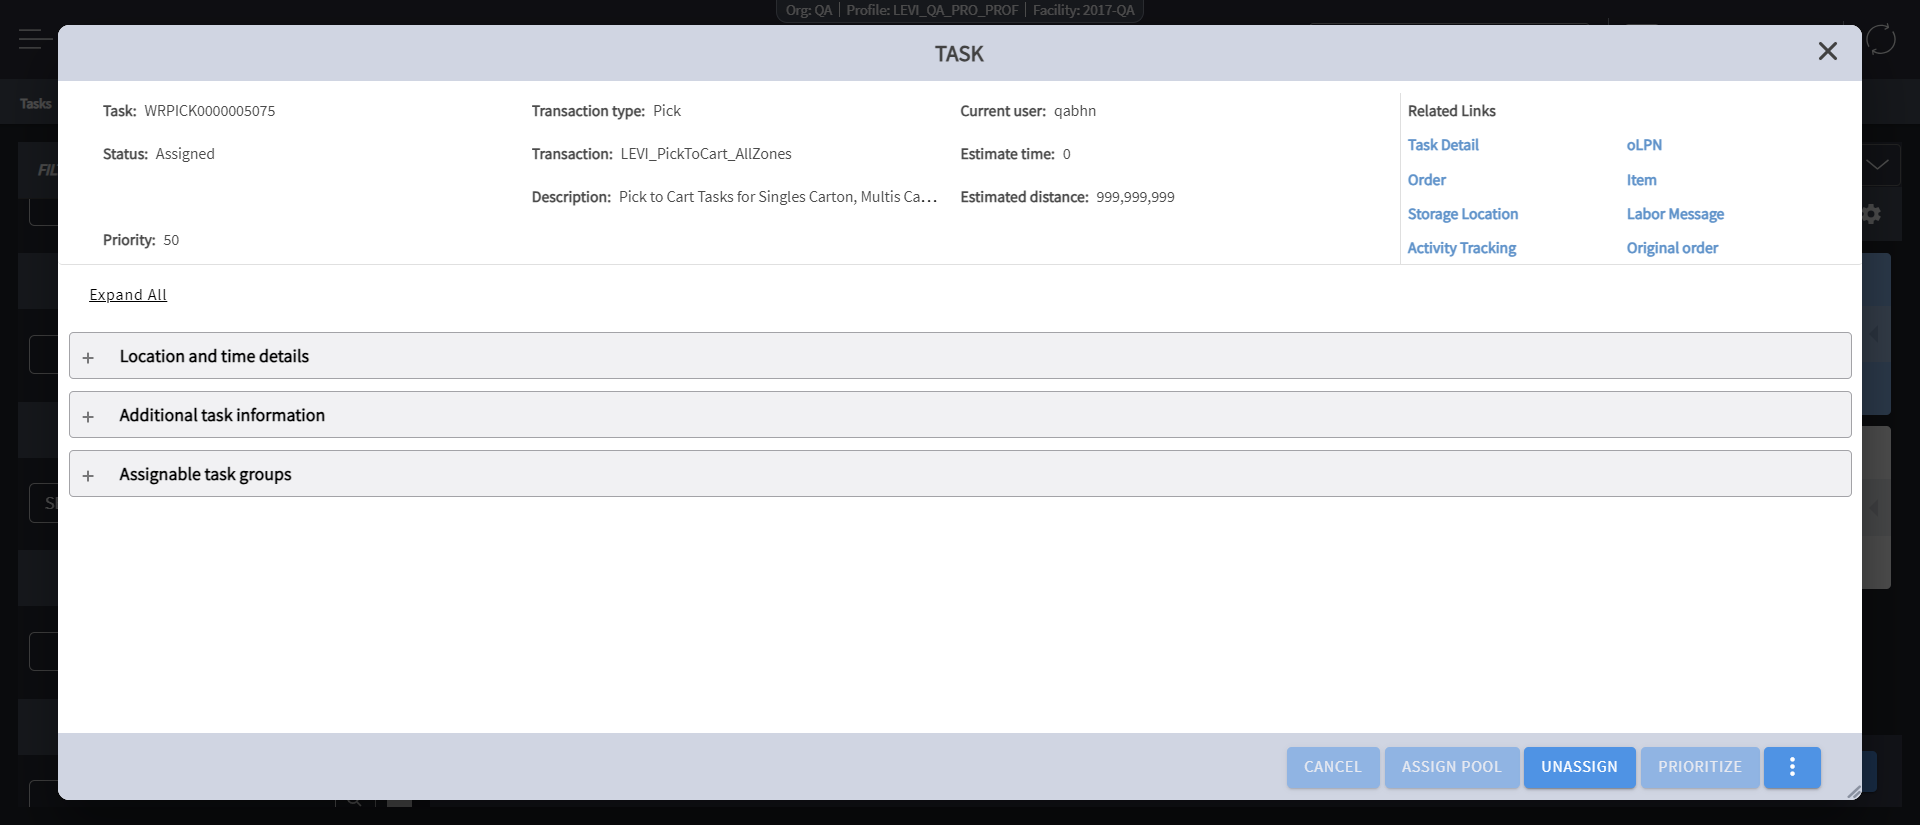 Org: QA | Profile: LEVI_QA_PRO_PROF | Facility: 2017-QA
TASK
Tasks
Task: WRPICK0000005075
Transaction type: Pick
Current user: qabhn
Related Links
Status: Assigned
Transaction: LEVI_PickToCart_AllZones
Estimate time: 0
Task Detail
oLPN
Description: Pick to Cart Tasks for Singles Carton, Multis Ca...
Estimated distance: 999,999,999
Order
Item
Storage Location
Labor Message
Priority: 50
Activity Tracking
Original order
Expand All
Location and time details
Additional task information
Assignable task groups
CANCEL
ASSIGN POOL
UNASSIGN
PRIORITIZE